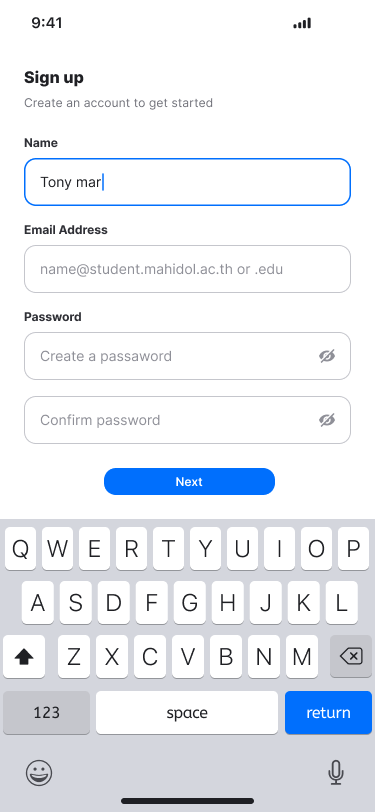 9:41
Sign up
Create an account to get started
Name
Tony mar
Email Address
name@student.mahidol.ac.th or .edu
Password
Create a passaword
Confirm password
Next
Q W E R T Y U I O P
A S D F G H J K L
Z X C V B N M
123 space return